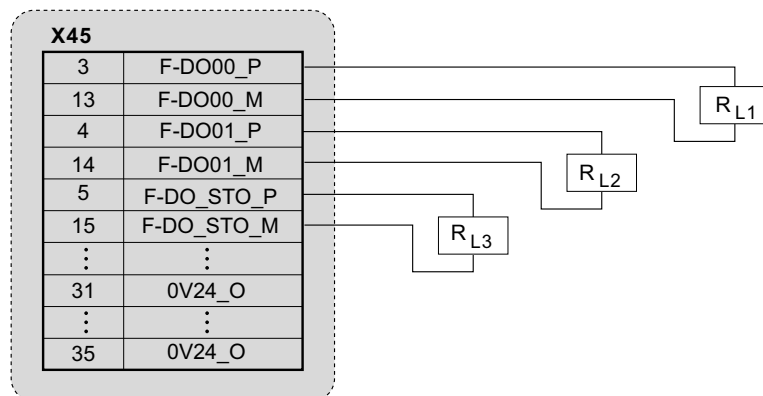 X45
3 F-DO00_P
13 F-DO00_M
4 F-DO01_P
14 F-DO01_M
5 F-DO_STO_P
15 F-DO_STO_M
⋮ ⋮
31 0V24_O
⋮ ⋮
35 0V24_O
RL1
RL2
RL3